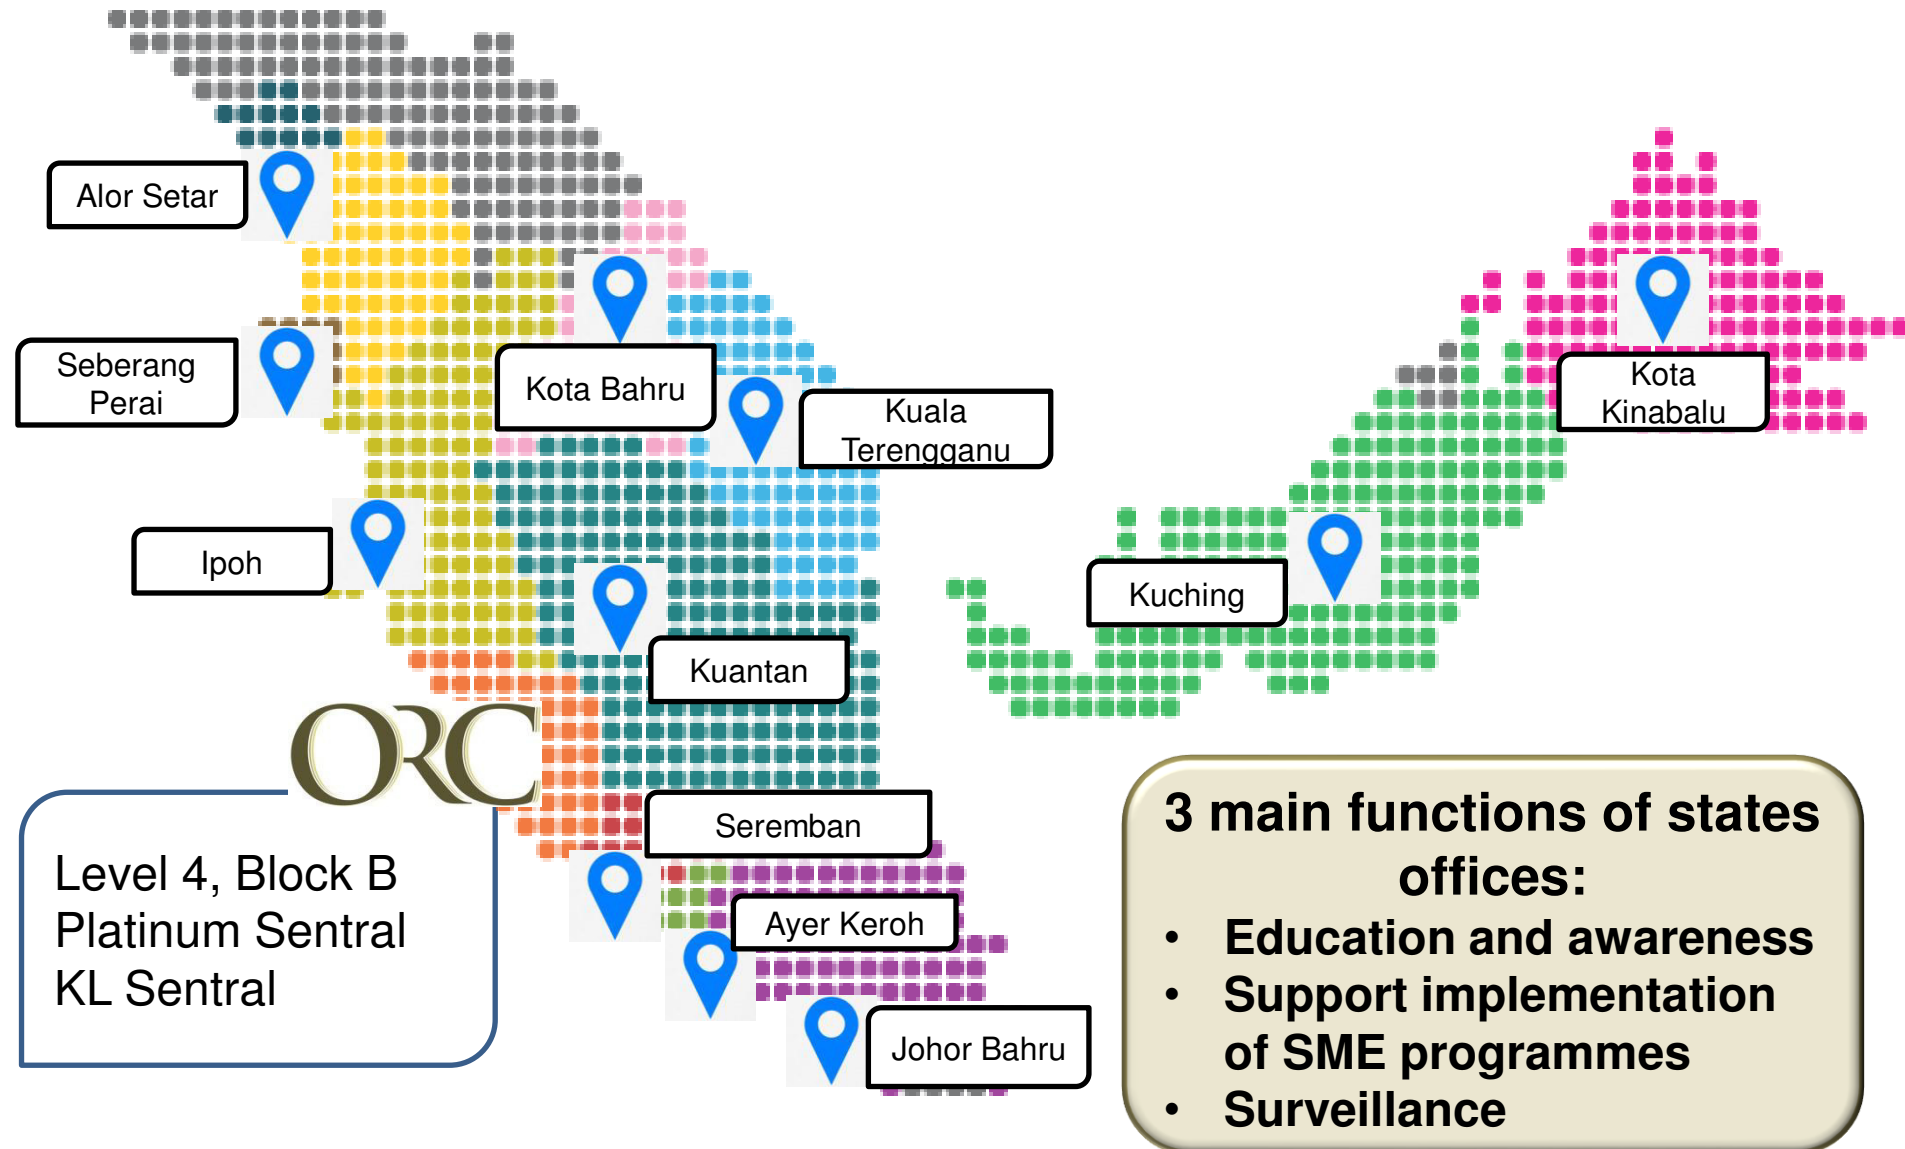 Alor Setar
Seberang
Perai
Kota Bahru
Kuala
Terengganu
Ipoh
Kuantan
Kota
Kinabalu
Kuching
ORC
Level 4, Block B
Platinum Sentral
KL Sentral
Seremban
Ayer Keroh
Johor Bahru
3 main functions of states
offices:
• Education and awareness
• Support implementation
of SME programmes
• Surveillance